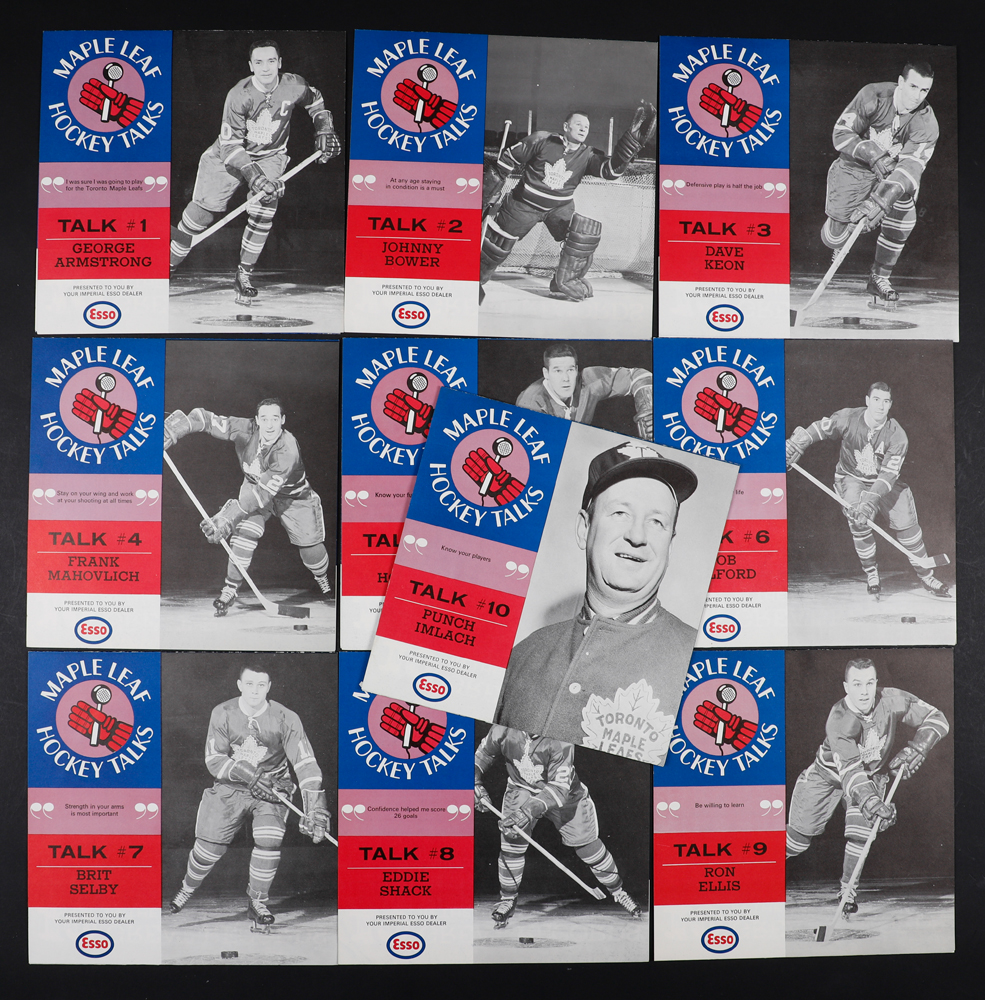 MAPLE LEAF
HOCKEY TALKS
I was sure I was going to play
for the Toronto Maple Leafs
TALK #1
GEORGE
ARMSTRONG
PRESENTED TO YOU BY
YOUR IMPERIAL ESSO DEALER
Esso
MAPLE LEAF
HOCKEY TALKS
At any age staying
in condition is a must
TALK #2
JOHNNY
BOWER
PRESENTED TO YOU BY
YOUR IMPERIAL ESSO DEALER
Esso
MAPLE LEAF
HOCKEY TALKS
Defensive play is half the job
TALK #3
DAVE
KEON
PRESENTED TO YOU BY
YOUR IMPERIAL ESSO DEALER
Esso
MAPLE LEAF
HOCKEY TALKS
Stay on your wing and work
at your shooting at all times
TALK #4
FRANK
MAHOVLICH
PRESENTED TO YOU BY
YOUR IMPERIAL ESSO DEALER
Esso
MAPLE LEAF
HOCKEY
Know your
MAPLE LEAF
HOCKEY TALKS
life
#6
PRESENTED TO YOU BY
IMPERIAL ESSO DEALER
Esso
MAPLE LEAF
HOCKEY TALKS
Know your players
TALK #10
PUNCH
IMLACH
PRESENTED TO YOU BY
YOUR IMPERIAL ESSO DEALER
Esso
TORONTO
MAPLE
LEAFS
MAPLE LEAF
HOCKEY TALKS
Strength in your arms
is most important
TALK #7
BRIT
SELBY
PRESENTED TO YOU BY
YOUR IMPERIAL ESSO DEALER
Esso
HOCKEY TALKS
Confidence helped me score
26 goals
TALK #8
EDDIE
SHACK
PRESENTED TO YOU BY
YOUR IMPERIAL ESSO DEALER
Esso
MAPLE LEAF
HOCKEY TALKS
Be willing to learn
TALK #9
RON
ELLIS
PRESENTED TO YOU BY
YOUR IMPERIAL ESSO DEALER
Esso